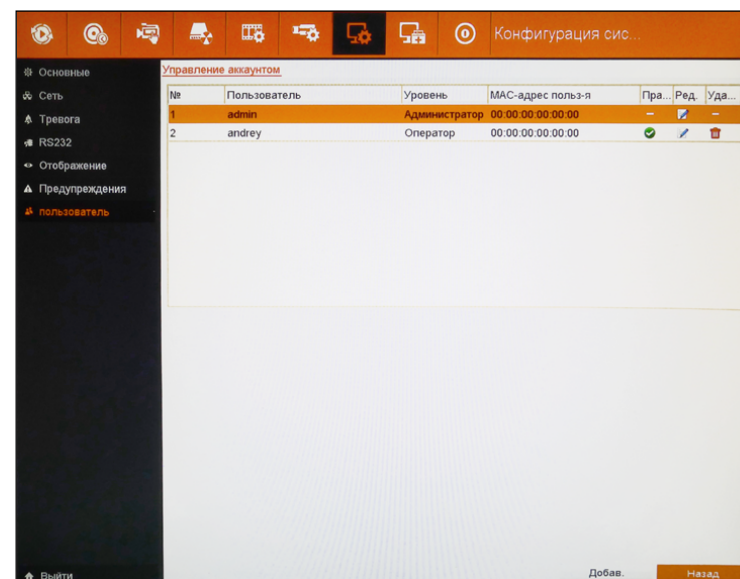 Конфигурация сис...
Основные
Сеть
Тревога
RS232
Отображение
Предупреждения
пользователь
Выйти
Управление аккаунтом
№ Пользователь Уровень MAC-адрес польз-я Пра... Ред. Уда...
1 admin Администратор 00:00:00:00:00:00 – –
2 andrey Оператор 00:00:00:00:00:00
Добав. Назад